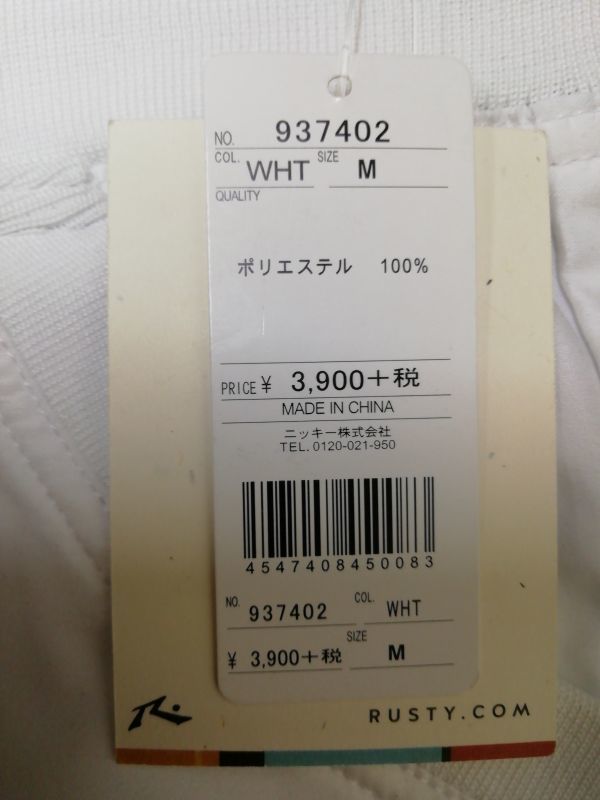 NO. 937402
COL. WHT SIZE M
QUALITY
ポリエステル 100%
PRICE ¥ 3,900+税
MADE IN CHINA
ニッキー株式会社
TEL. 0120-021-950
4547408450083
NO. 937402 COL. WHT
¥ 3,900+税 SIZE M
RUSTY.COM